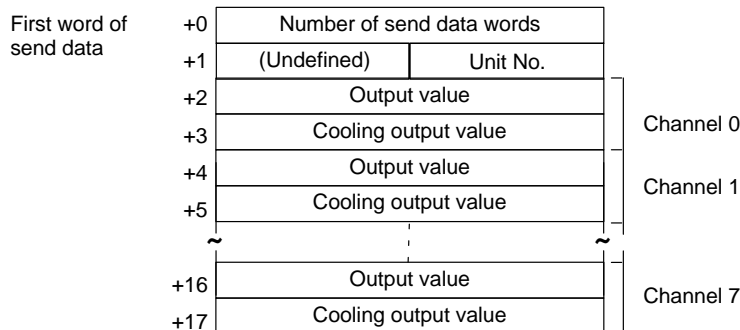 First word of
send data
+0 Number of send data words
+1 (Undefined) Unit No.
+2 Output value
+3 Cooling output value
Channel 0
+4 Output value
+5 Cooling output value
Channel 1
~ ~
+16 Output value
+17 Cooling output value
Channel 7